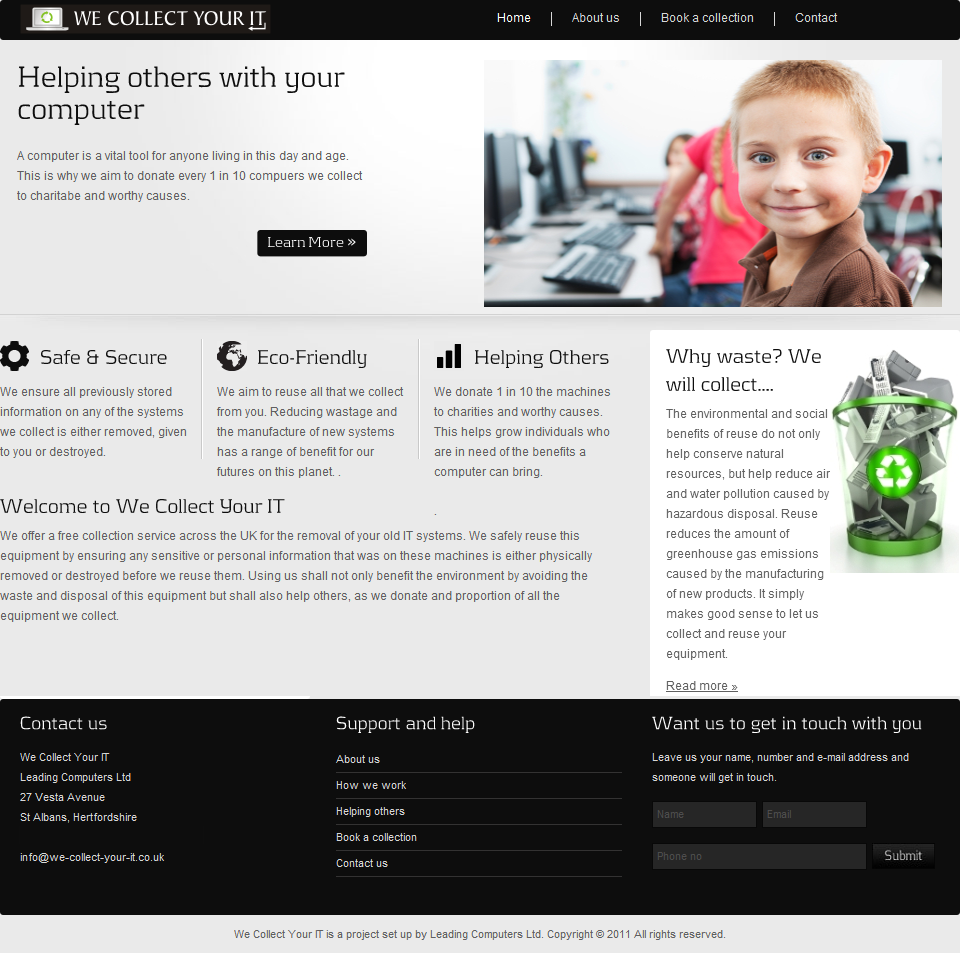 WE COLLECT YOUR IT
Home
About us
Book a collection
Contact
Helping others with your
computer
A computer is a vital tool for anyone living in this day and age.
This is why we aim to donate every 1 in 10 compuers we collect
to charitabe and worthy causes.
Learn More »
Safe & Secure
We ensure all previously stored
information on any of the systems
we collect is either removed, given
to you or destroyed.
Eco-Friendly
We aim to reuse all that we collect
from you. Reducing wastage and
the manufacture of new systems
has a range of benefit for our
futures on this planet. .
Helping Others
We donate 1 in 10 the machines
to charities and worthy causes.
This helps grow individuals who
are in need of the benefits a
computer can bring.
.
Welcome to We Collect Your IT
We offer a free collection service across the UK for the removal of your old IT systems. We safely reuse this
equipment by ensuring any sensitive or personal information that was on these machines is either physically
removed or destroyed before we reuse them. Using us shall not only benefit the environment by avoiding the
waste and disposal of this equipment but shall also help others, as we donate and proportion of all the
equipment we collect.
Why waste? We
will collect....
The environmental and social
benefits of reuse do not only
help conserve natural
resources, but help reduce air
and water pollution caused by
hazardous disposal. Reuse
reduces the amount of
greenhouse gas emissions
caused by the manufacturing
of new products. It simply
makes good sense to let us
collect and reuse your
equipment.
Read more »
Contact us
We Collect Your IT
Leading Computers Ltd
27 Vesta Avenue
St Albans, Hertfordshire
info@we-collect-your-it.co.uk
Support and help
About us
How we work
Helping others
Book a collection
Contact us
Want us to get in touch with you
Leave us your name, number and e-mail address and
someone will get in touch.
Name
Email
Phone no
Submit
We Collect Your IT is a project set up by Leading Computers Ltd. Copyright © 2011 All rights reserved.